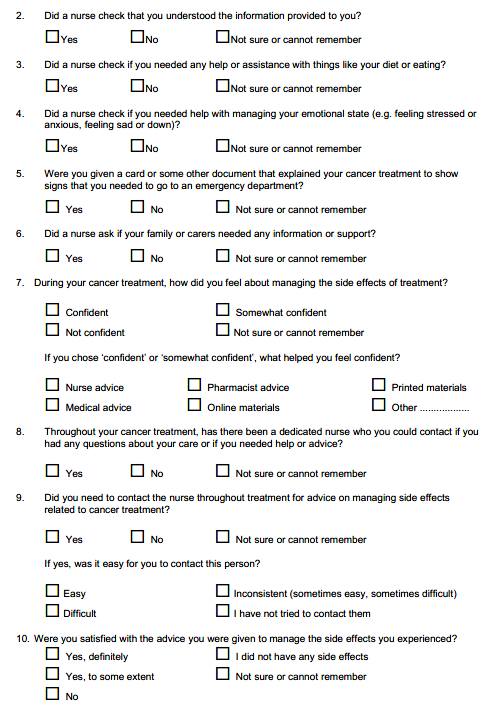 2. Did a nurse check that you understood the information provided to you?
Yes No Not sure or cannot remember
3. Did a nurse check if you needed any help or assistance with things like your diet or eating?
Yes No Not sure or cannot remember
4. Did a nurse check if you needed help with managing your emotional state (e.g. feeling stressed or
anxious, feeling sad or down)?
Yes No Not sure or cannot remember
5. Were you given a card or some other document that explained your cancer treatment to show
signs that you needed to go to an emergency department?
Yes No Not sure or cannot remember
6. Did a nurse ask if your family or carers needed any information or support?
Yes No Not sure or cannot remember
7. During your cancer treatment, how did you feel about managing the side effects of treatment?
Confident Somewhat confident
Not confident Not sure or cannot remember
If you chose 'confident' or 'somewhat confident', what helped you feel confident?
Nurse advice Pharmacist advice Printed materials
Medical advice Online materials Other ..................
8. Throughout your cancer treatment, has there been a dedicated nurse who you could contact if you
had any questions about your care or if you needed help or advice?
Yes No Not sure or cannot remember
9. Did you need to contact the nurse throughout treatment for advice on managing side effects
related to cancer treatment?
Yes No Not sure or cannot remember
If yes, was it easy for you to contact this person?
Easy Inconsistent (sometimes easy, sometimes difficult)
Difficult I have not tried to contact them
10. Were you satisfied with the advice you were given to manage the side effects you experienced?
Yes, definitely I did not have any side effects
Yes, to some extent Not sure or cannot remember
No